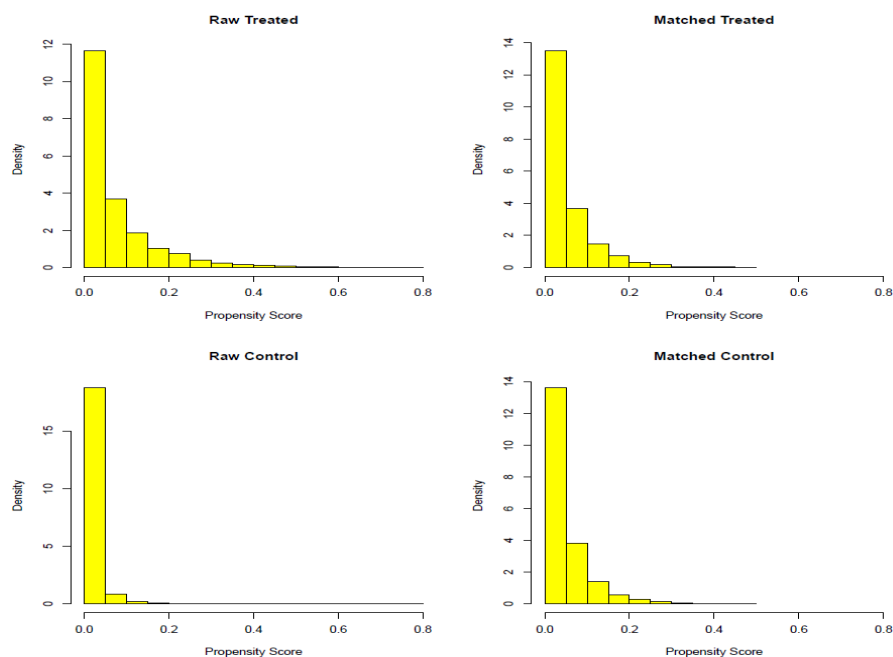 Raw Treated
Density
0 2 4 6 8 10 12
0.0 0.2 0.4 0.6 0.8
Propensity Score
Matched Treated
Density
0 2 4 6 8 10 12 14
0.0 0.2 0.4 0.6 0.8
Propensity Score
Raw Control
Density
0 5 10 15
0.0 0.2 0.4 0.6 0.8
Propensity Score
Matched Control
Density
0 2 4 6 8 10 12 14
0.0 0.2 0.4 0.6 0.8
Propensity Score